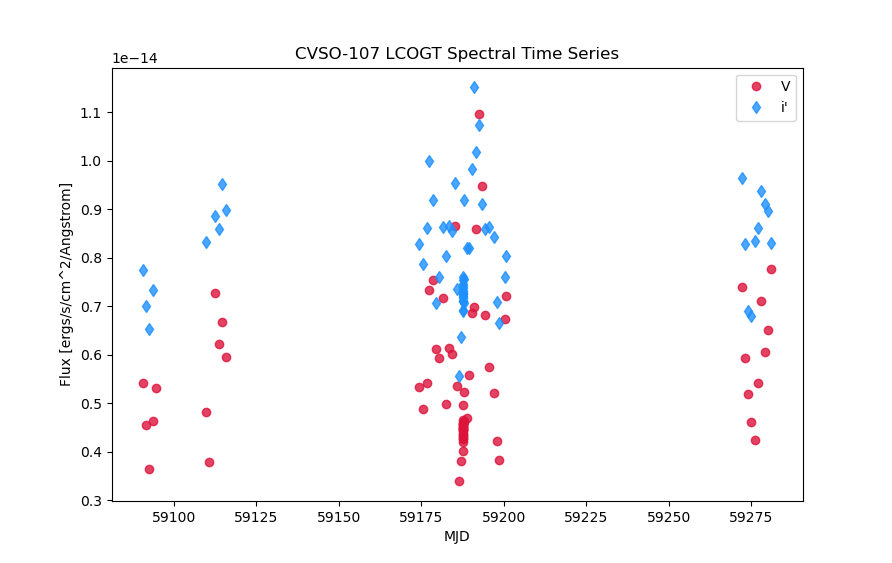 CVSO-107 LCOGT Spectral Time Series
1e−14
V
i'
1.1
1.0
0.9
0.8
0.7
0.6
0.5
0.4
0.3
Flux [ergs/s/cm^2/Angstrom]
59100 59125 59150 59175 59200 59225 59250 59275
MJD